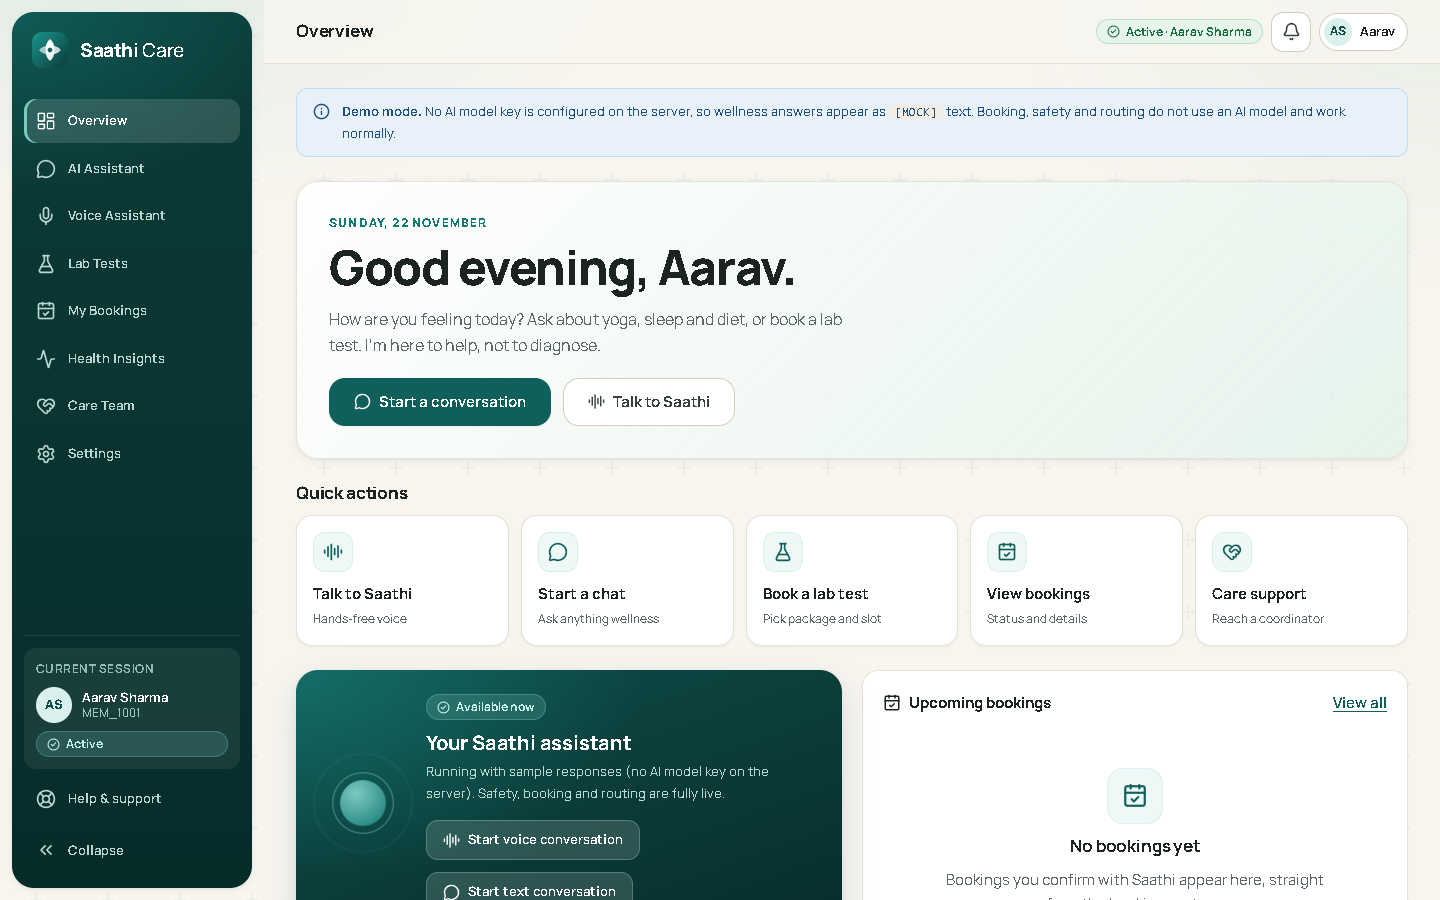 Saathi Care
Overview
AI Assistant
Voice Assistant
Lab Tests
My Bookings
Health Insights
Care Team
Settings
CURRENT SESSION
AS
Aarav Sharma
MEM_1001
Active
Help & support
Collapse
Overview
Active · Aarav Sharma
AS
Aarav
Demo mode. No AI model key is configured on the server, so wellness answers appear as [MOCK] text. Booking, safety and routing do not use an AI model and work
normally.
SUNDAY, 22 NOVEMBER
Good evening, Aarav.
How are you feeling today? Ask about yoga, sleep and diet, or book a lab
test. I'm here to help, not to diagnose.
Start a conversation
Talk to Saathi
Quick actions
Talk to Saathi
Hands-free voice
Start a chat
Ask anything wellness
Book a lab test
Pick package and slot
View bookings
Status and details
Care support
Reach a coordinator
Available now
Your Saathi assistant
Running with sample responses (no AI model key on the
server). Safety, booking and routing are fully live.
Start voice conversation
Start text conversation
Upcoming bookings
View all
No bookings yet
Bookings you confirm with Saathi appear here, straight